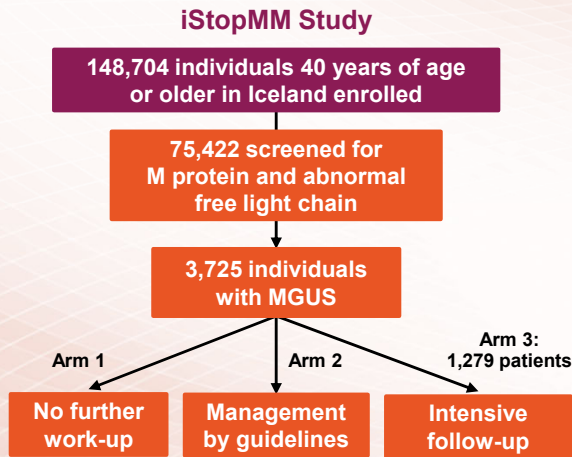 iStopMM Study
148,704 individuals 40 years of age
or older in Iceland enrolled
75,422 screened for
M protein and abnormal
free light chain
3,725 individuals
with MGUS
Arm 1
Arm 2
Arm 3:
1,279 patients
No further
work-up
Management
by guidelines
Intensive
follow-up